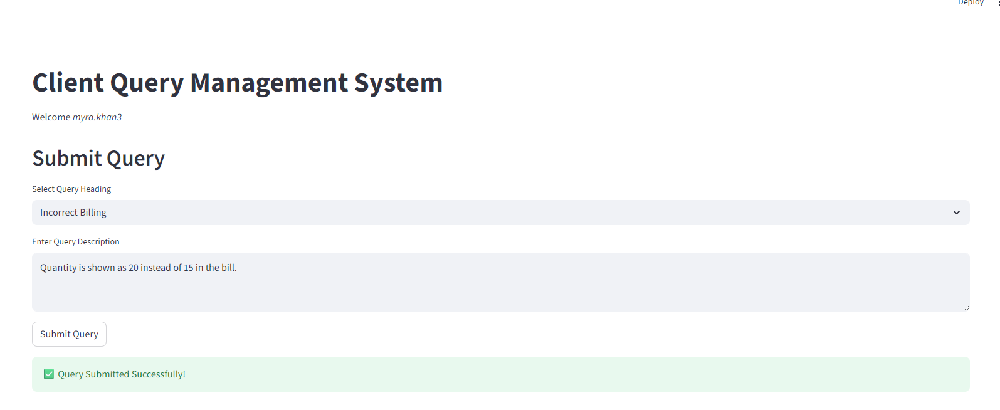 Deploy
Client Query Management System
Welcome myra.khan3
Submit Query
Select Query Heading
Incorrect Billing
Enter Query Description
Quantity is shown as 20 instead of 15 in the bill.
Submit Query
✅ Query Submitted Successfully!